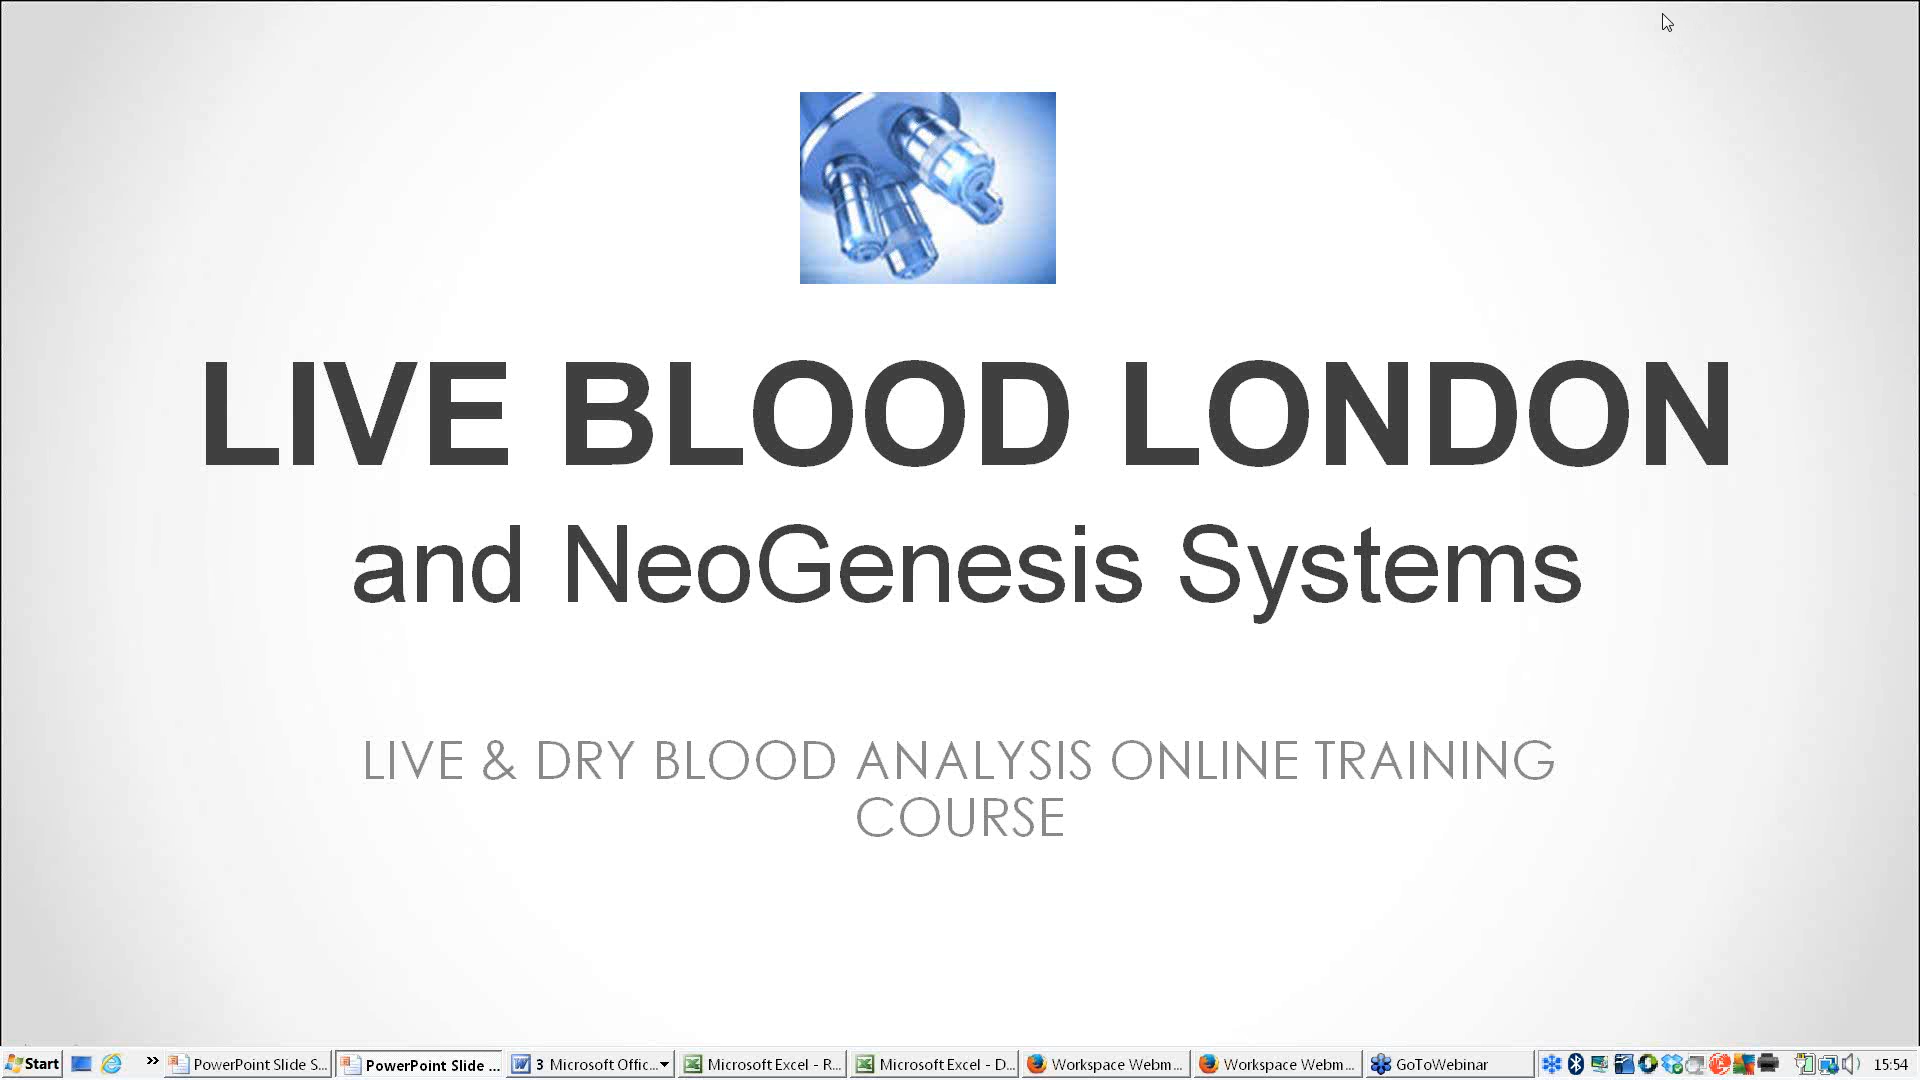 LIVE BLOOD LONDON
and NeoGenesis Systems
LIVE & DRY BLOOD ANALYSIS ONLINE TRAINING
COURSE
Start
PowerPoint Slide S...
PowerPoint Slide ...
3 Microsoft Offic...
Microsoft Excel - R...
Microsoft Excel - D...
Workspace Webm...
Workspace Webm...
GoToWebinar
15:54